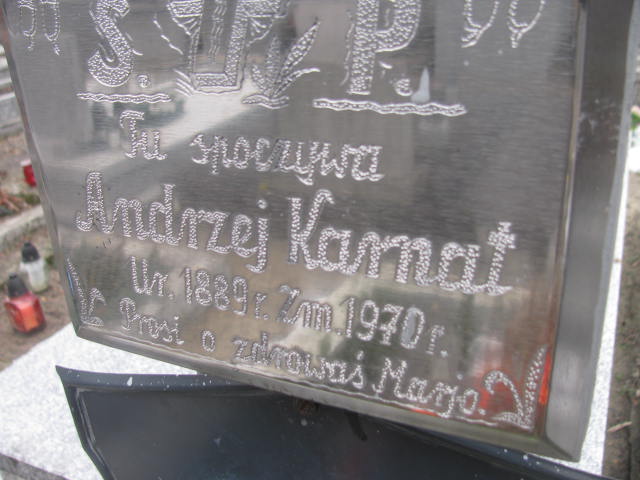 Ś. P.
Tu spoczywa
Andrzej Karnat
Ur. 1889 r. Zm. 1970 r.
Prosi o zdrowaś Marjo.